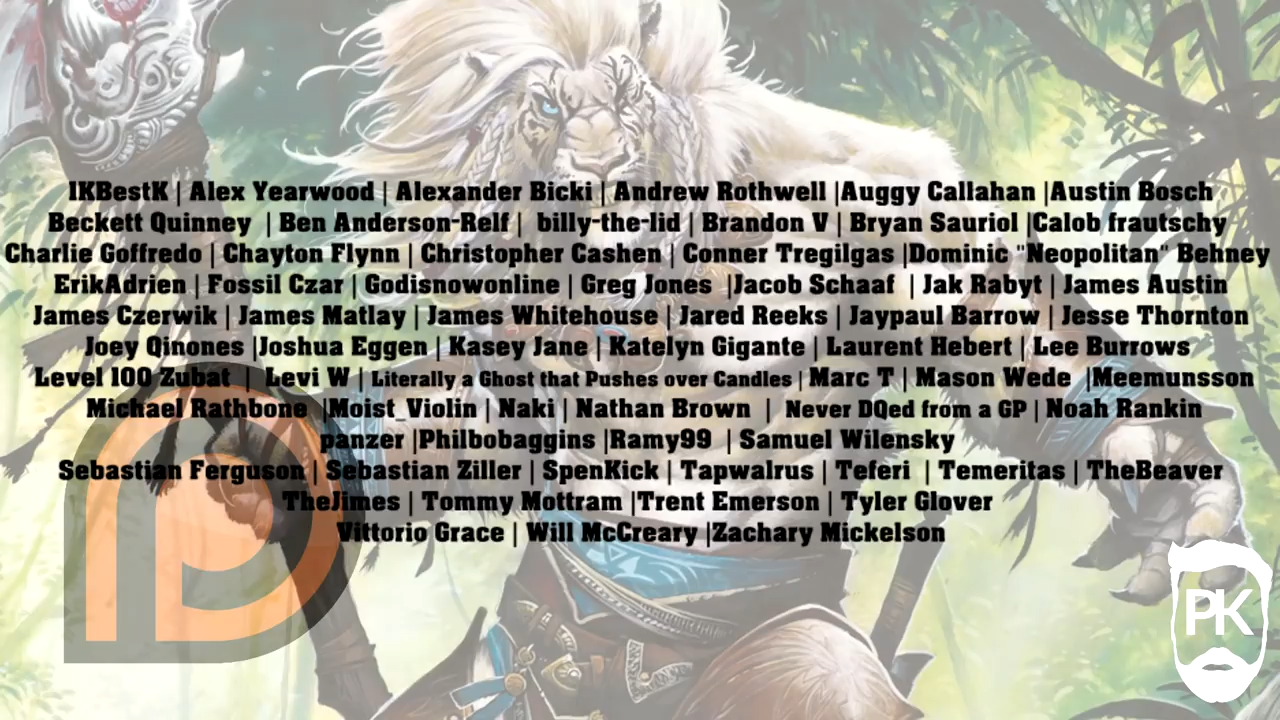 1KBestK | Alex Yearwood | Alexander Bicki | Andrew Rothwell |Auggy Callahan |Austin Bosch
Beckett Quinney | Ben Anderson-Relf | billy-the-lid | Brandon V | Bryan Sauriol |Calob frautschy
Charlie Goffredo | Chayton Flynn | Christopher Cashen | Conner Tregilgas |Dominic "Neopolitan" Behney
ErikAdrien | Fossil Czar | Godisnowonline | Greg Jones |Jacob Schaaf | Jak Rabyt | James Austin
James Czerwik | James Matlay | James Whitehouse | Jared Reeks | Jaypaul Barrow | Jesse Thornton
Joey Qinones |Joshua Eggen | Kasey Jane | Katelyn Gigante | Laurent Hebert | Lee Burrows
Level 100 Zubat | Levi W | Literally a Ghost that Pushes over Candles | Marc T | Mason Wede |Meemunsson
Michael Rathbone |Moist_Violin | Naki | Nathan Brown | Never DQed from a GP | Noah Rankin
panzer |Philbobaggins |Ramy99 | Samuel Wilensky
Sebastian Ferguson | Sebastian Ziller | SpenKick | Tapwalrus | Teferi | Temeritas | TheBeaver
TheJimes | Tommy Mottram |Trent Emerson | Tyler Glover
Vittorio Grace | Will McCreary |Zachary Mickelson
PK